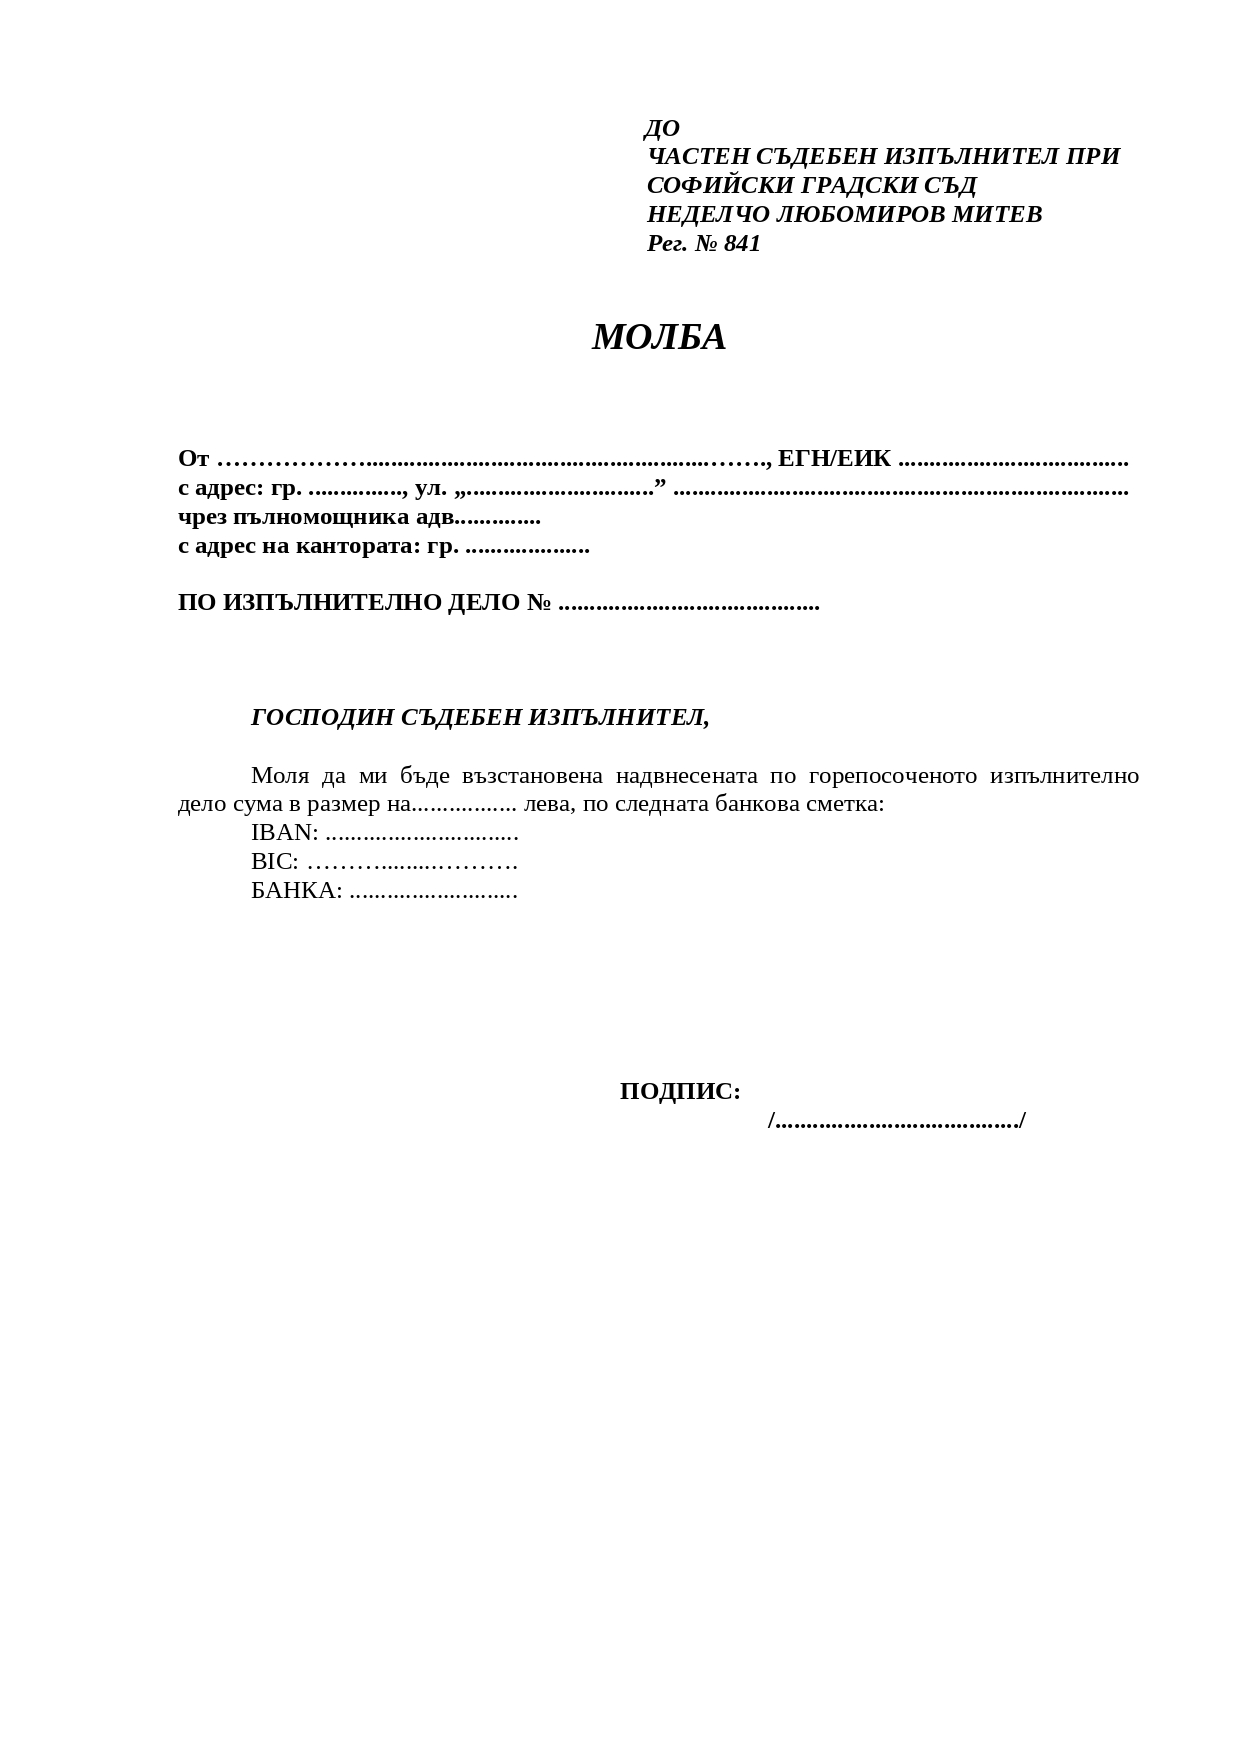 ДО
ЧАСТЕН СЪДЕБЕН ИЗПЪЛНИТЕЛ ПРИ
СОФИЙСКИ ГРАДСКИ СЪД
НЕДЕЛЧО ЛЮБОМИРОВ МИТЕВ
Рег. № 841
МОЛБА
От ………………......................................................…….., ЕГН/ЕИК .....................................
с адрес: гр. ..............., ул. „..............................” .........................................................................
чрез пълномощника адв..............
с адрес на кантората: гр. ....................
ПО ИЗПЪЛНИТЕЛНО ДЕЛО № ..........................................
ГОСПОДИН СЪДЕБЕН ИЗПЪЛНИТЕЛ,
Моля да ми бъде възстановена надвнесената по горепосоченото изпълнително
дело сума в размер на................. лева, по следната банкова сметка:
IBAN: ...............................
BIC: ……….........……….
БАНКА: ...........................
ПОДПИС:
/......................................./